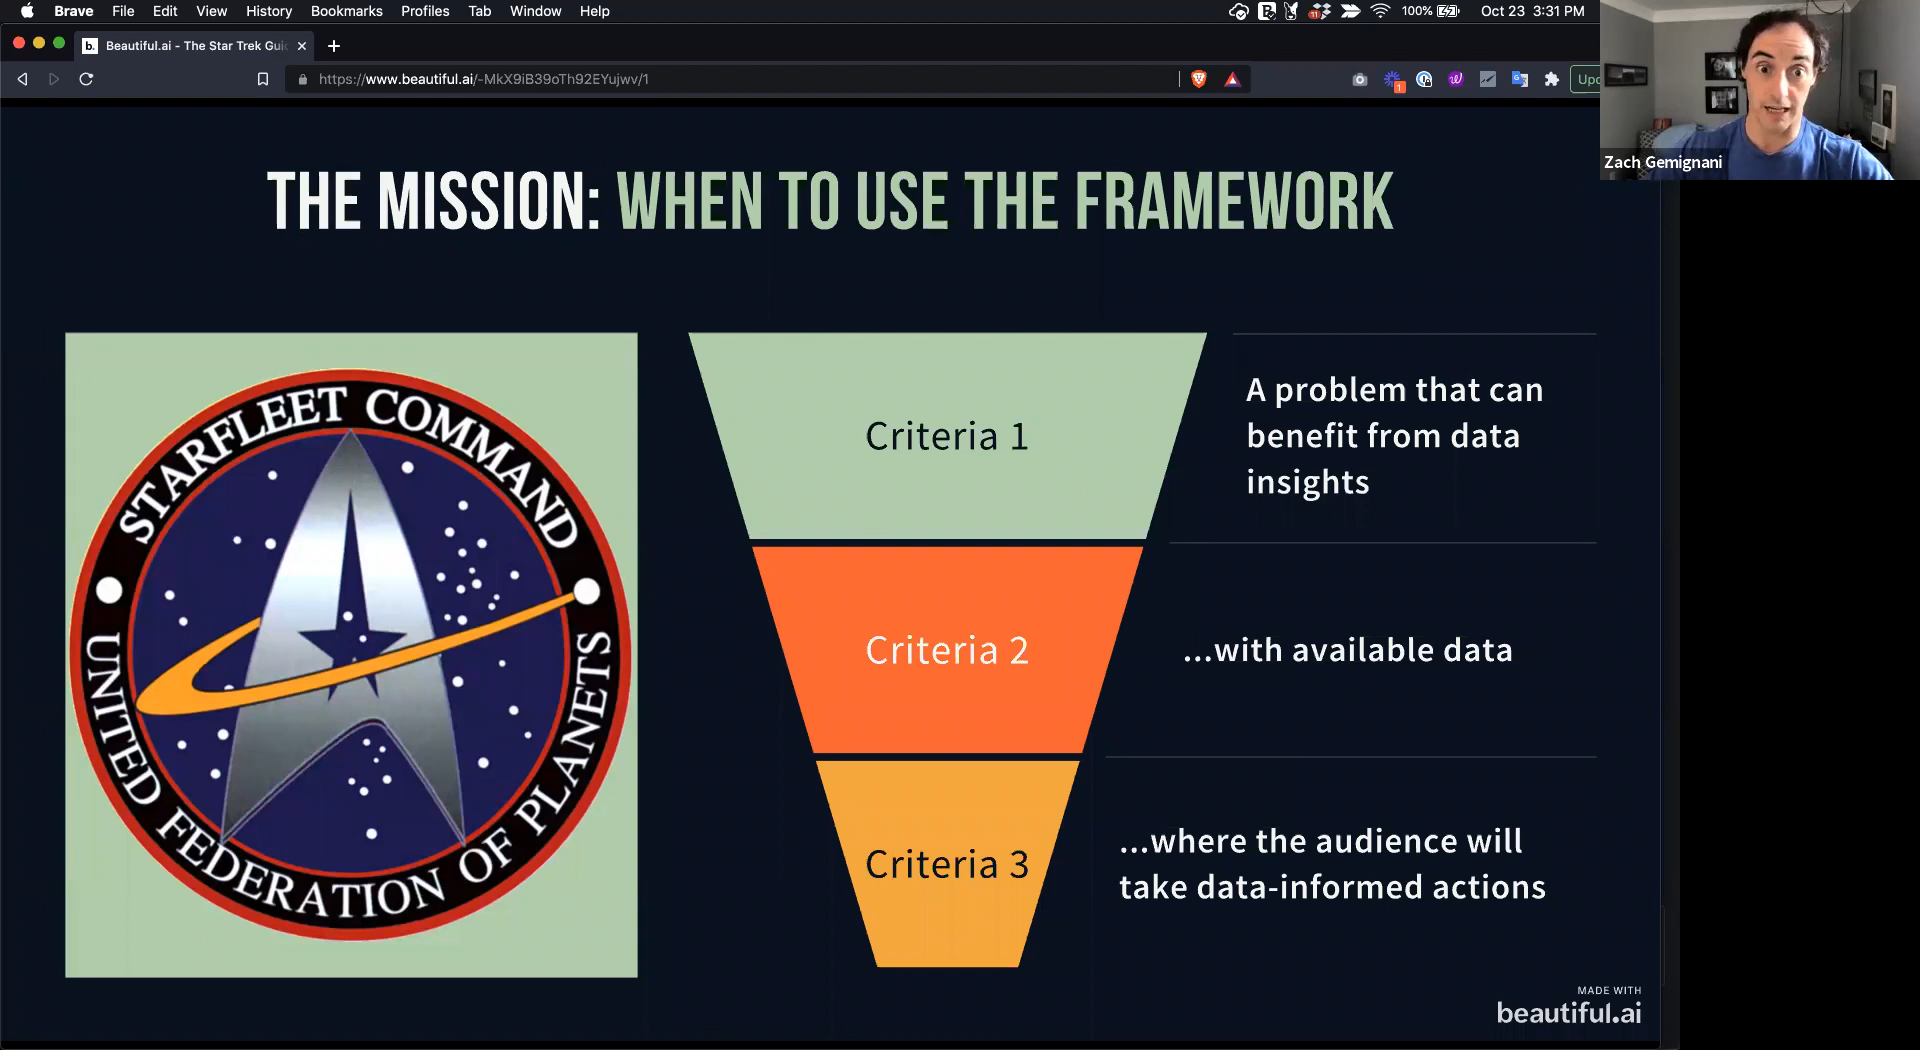 Brave File Edit View History Bookmarks Profiles Tab Window Help
100% Oct 23 3:31 PM
b. Beautiful.ai - The Star Trek Gui
https://www.beautiful.ai/-MkX9iB39oTh92EYujwv/1
11
1
Upd
Zach Gemignani
THE MISSION: WHEN TO USE THE FRAMEWORK
STARFLEET COMMAND
UNITED FEDERATION OF PLANETS
Criteria 1
A problem that can
benefit from data
insights
Criteria 2
...with available data
Criteria 3
...where the audience will
take data-informed actions
MADE WITH
beautiful.ai